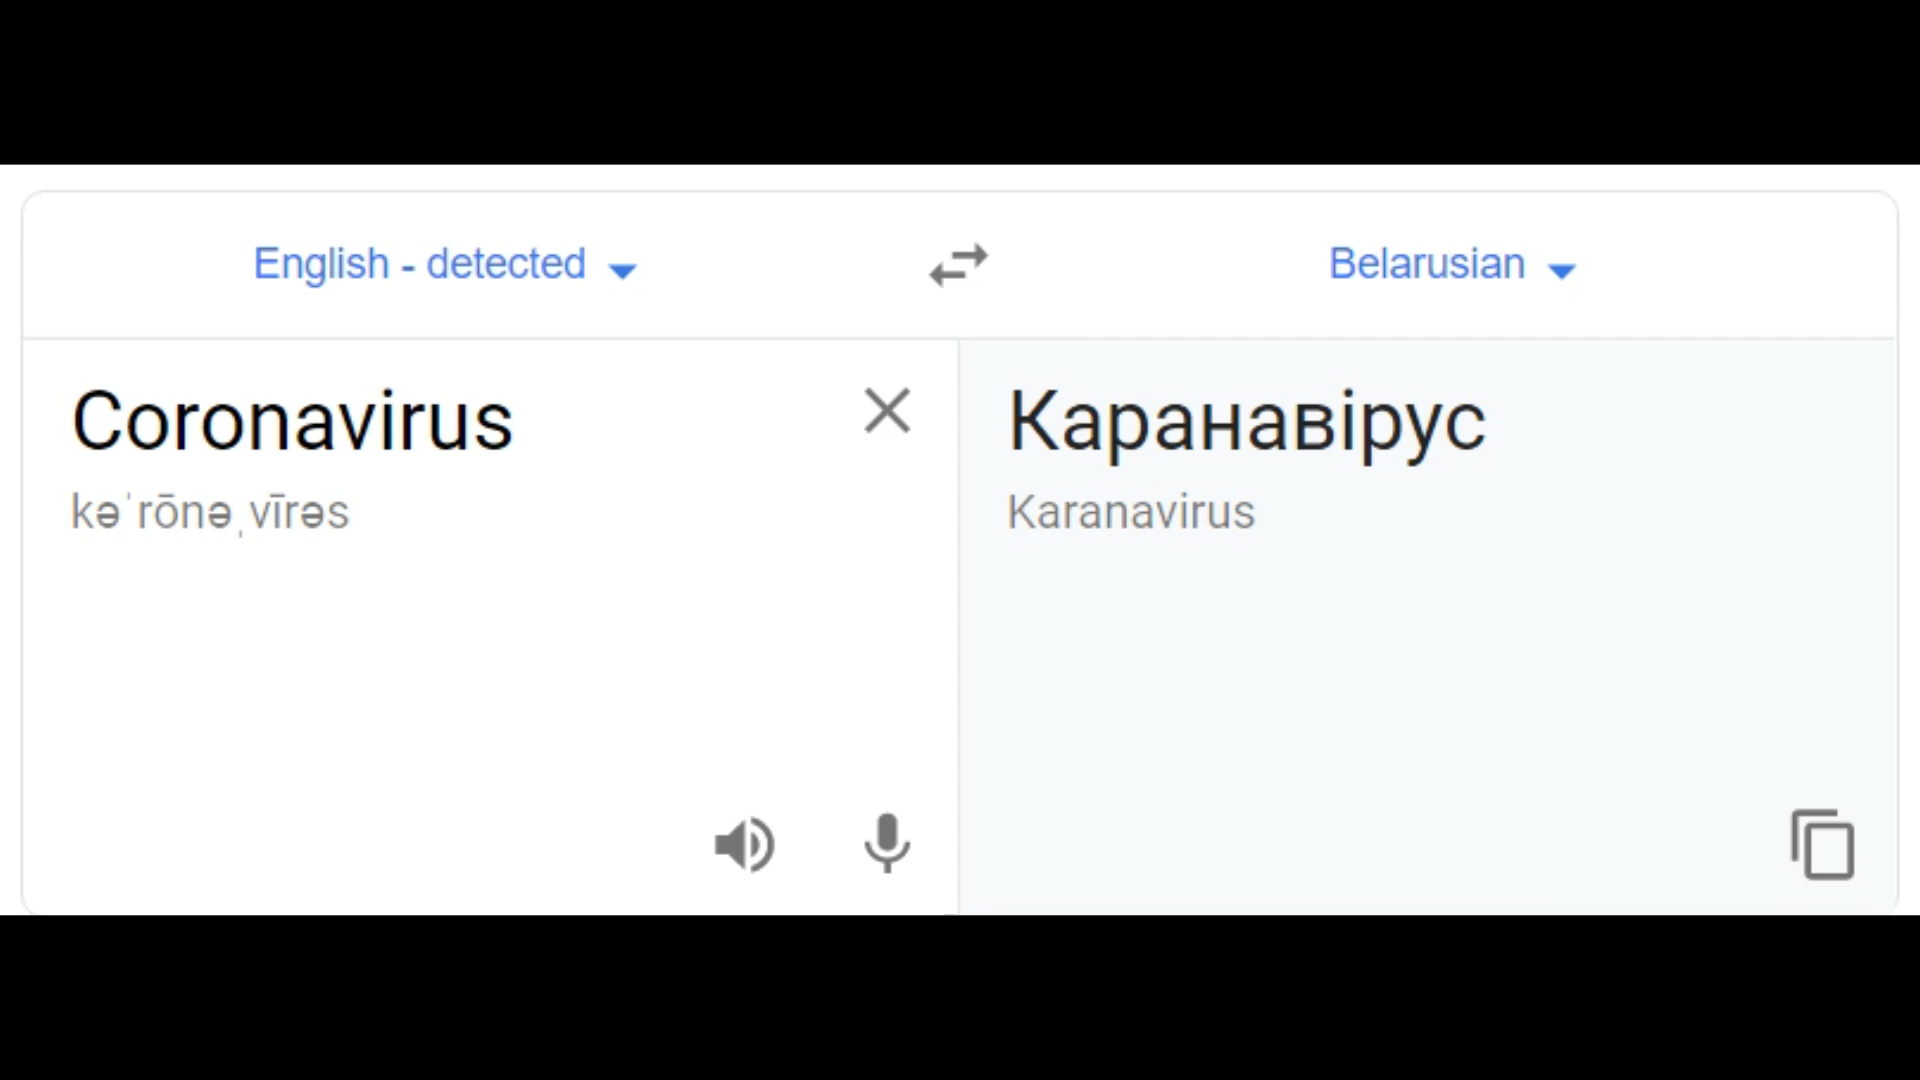 English - detected
Belarusian
Coronavirus
kəˈrōnəˌvīrəs
Каранавірус
Karanavirus